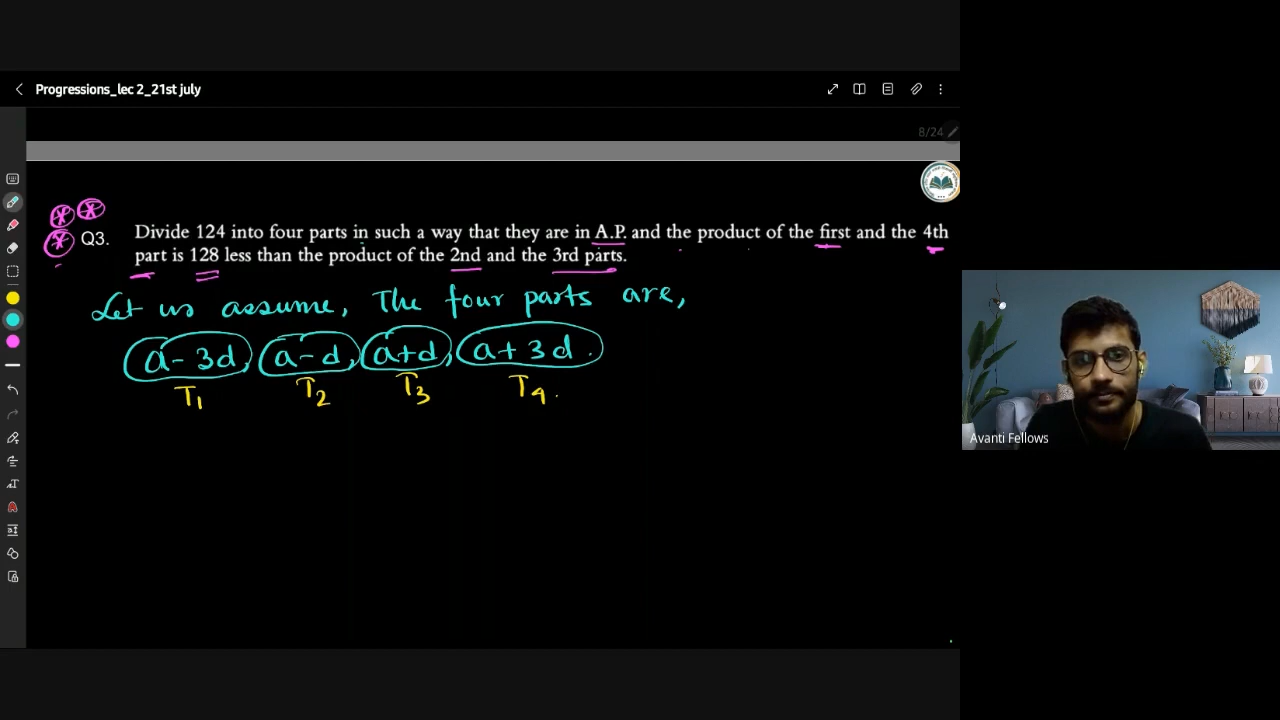 Progressions_lec 2_21st july
8/24
Q3. Divide 124 into four parts in such a way that they are in A.P. and the product of the first and the 4th
part is 128 less than the product of the 2nd and the 3rd parts.
Let us assume, The four parts are,
a-3d, a-d, a+d, a+3d.
T1 T2 T3 T4.
Avanti Fellows